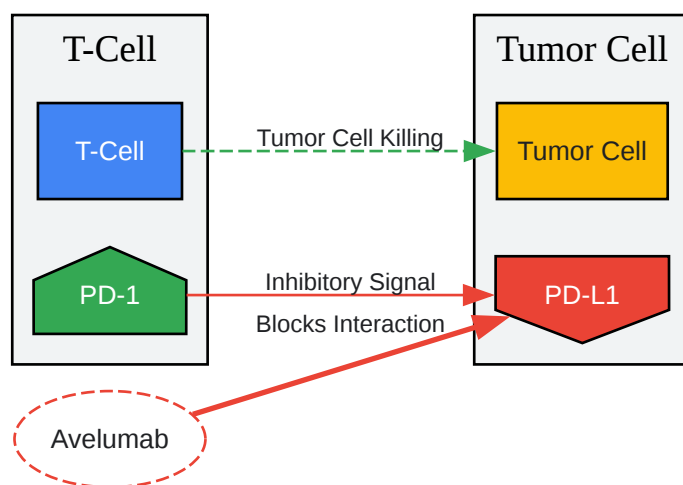 T-Cell
Tumor Cell
T-Cell
Tumor Cell Killing
Tumor Cell
PD-1
Inhibitory Signal
PD-L1
Blocks Interaction
Avelumab